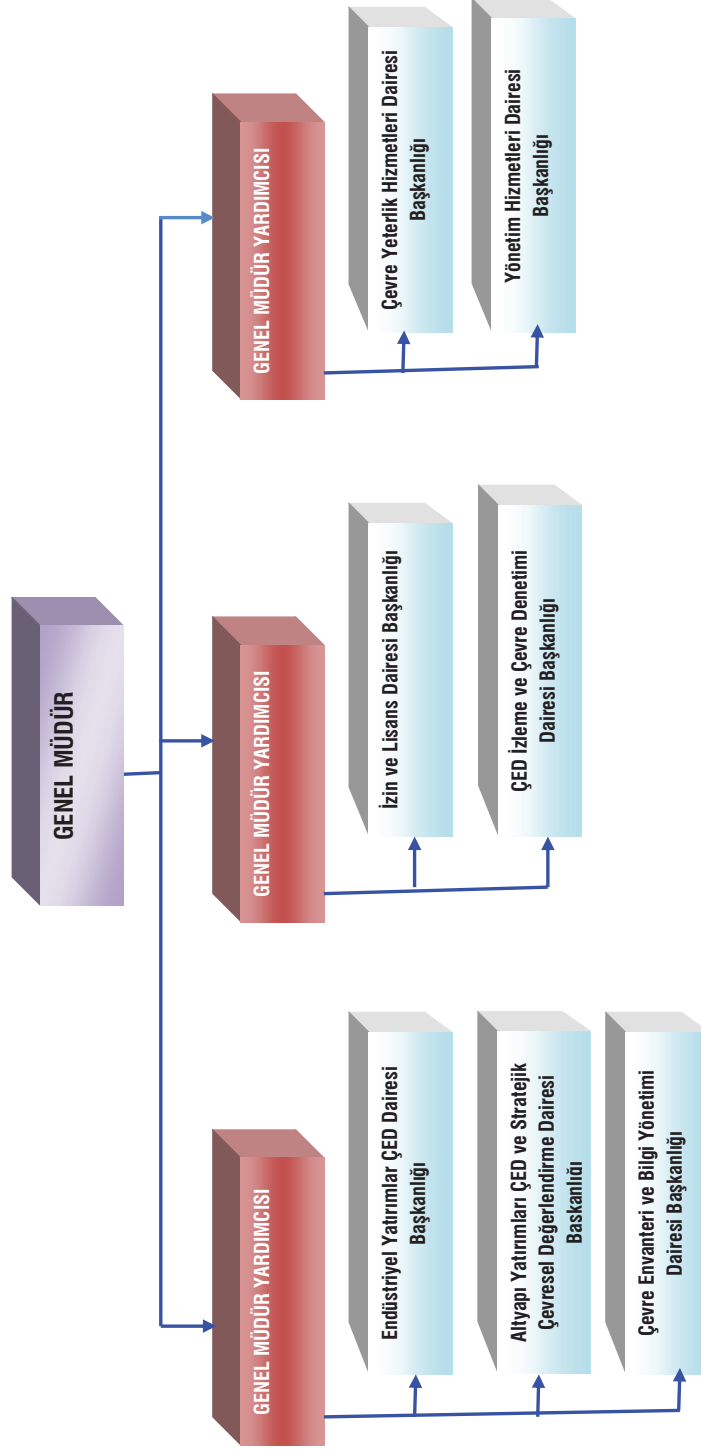 GENEL MÜDÜR
GENEL MÜDÜR YARDIMCISI
Endüstriyel Yatırımlar ÇED Dairesi
Başkanlığı
Altyapı Yatırımları ÇED ve Stratejik
Çevresel Değerlendirme Dairesi
Baskanlığı
Çevre Envanteri ve Bilgi Yönetimi
Dairesi Başkanlığı
GENEL MÜDÜR YARDIMCISI
İzin ve Lisans Dairesi Başkanlığı
ÇED İzleme ve Çevre Denetimi
Dairesi Başkanlığı
GENEL MÜDÜR YARDIMCISI
Çevre Yeterlik Hizmetleri Dairesi
Başkanlığı
Yönetim Hizmetleri Dairesi
Başkanlığı